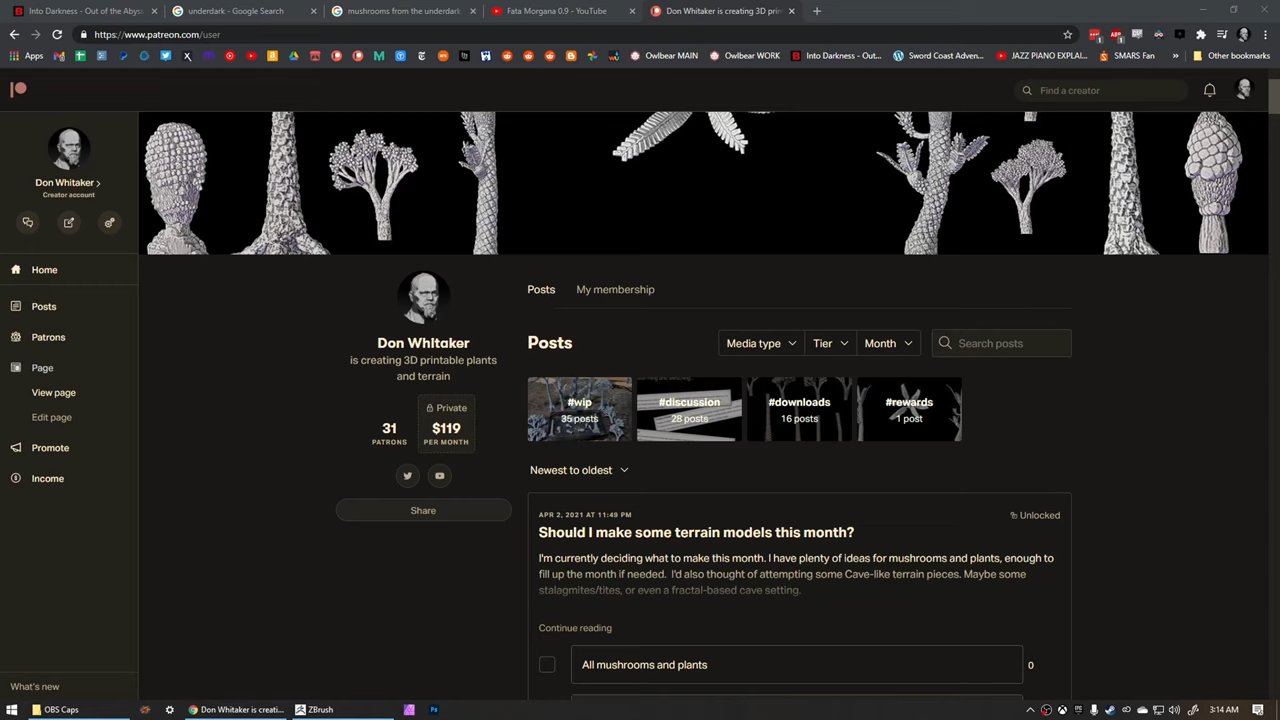 Into Darkness - Out of the Abyss
underdark - Google Search
mushrooms from the underdark
Fata Morgana 0.9 - YouTube
Don Whitaker is creating 3D prin
https://www.patreon.com/user
Apps
Owlbear MAIN
Owlbear WORK
Into Darkness - Out...
Sword Coast Adven...
JAZZ PIANO EXPLAI...
SMARS Fan
Other bookmarks
Find a creator
Don Whitaker
Creator account
Home
Posts
Patrons
Page
View page
Edit page
Promote
Income
What's new
Don Whitaker
is creating 3D printable plants
and terrain
31
PATRONS
Private
$119
PER MONTH
Share
Posts
My membership
Posts
Media type
Tier
Month
Search posts
#wip
35 posts
#discussion
28 posts
#downloads
16 posts
#rewards
1 post
Newest to oldest
APR 2, 2021 AT 11:49 PM
Unlocked
Should I make some terrain models this month?
I'm currently deciding what to make this month. I have plenty of ideas for mushrooms and plants, enough to
fill up the month if needed. I'd also thought of attempting some Cave-like terrain pieces. Maybe some
stalagmites/tites, or even a fractal-based cave setting.
Continue reading
All mushrooms and plants
0
OBS Caps
Don Whitaker is creati...
ZBrush
3:14 AM